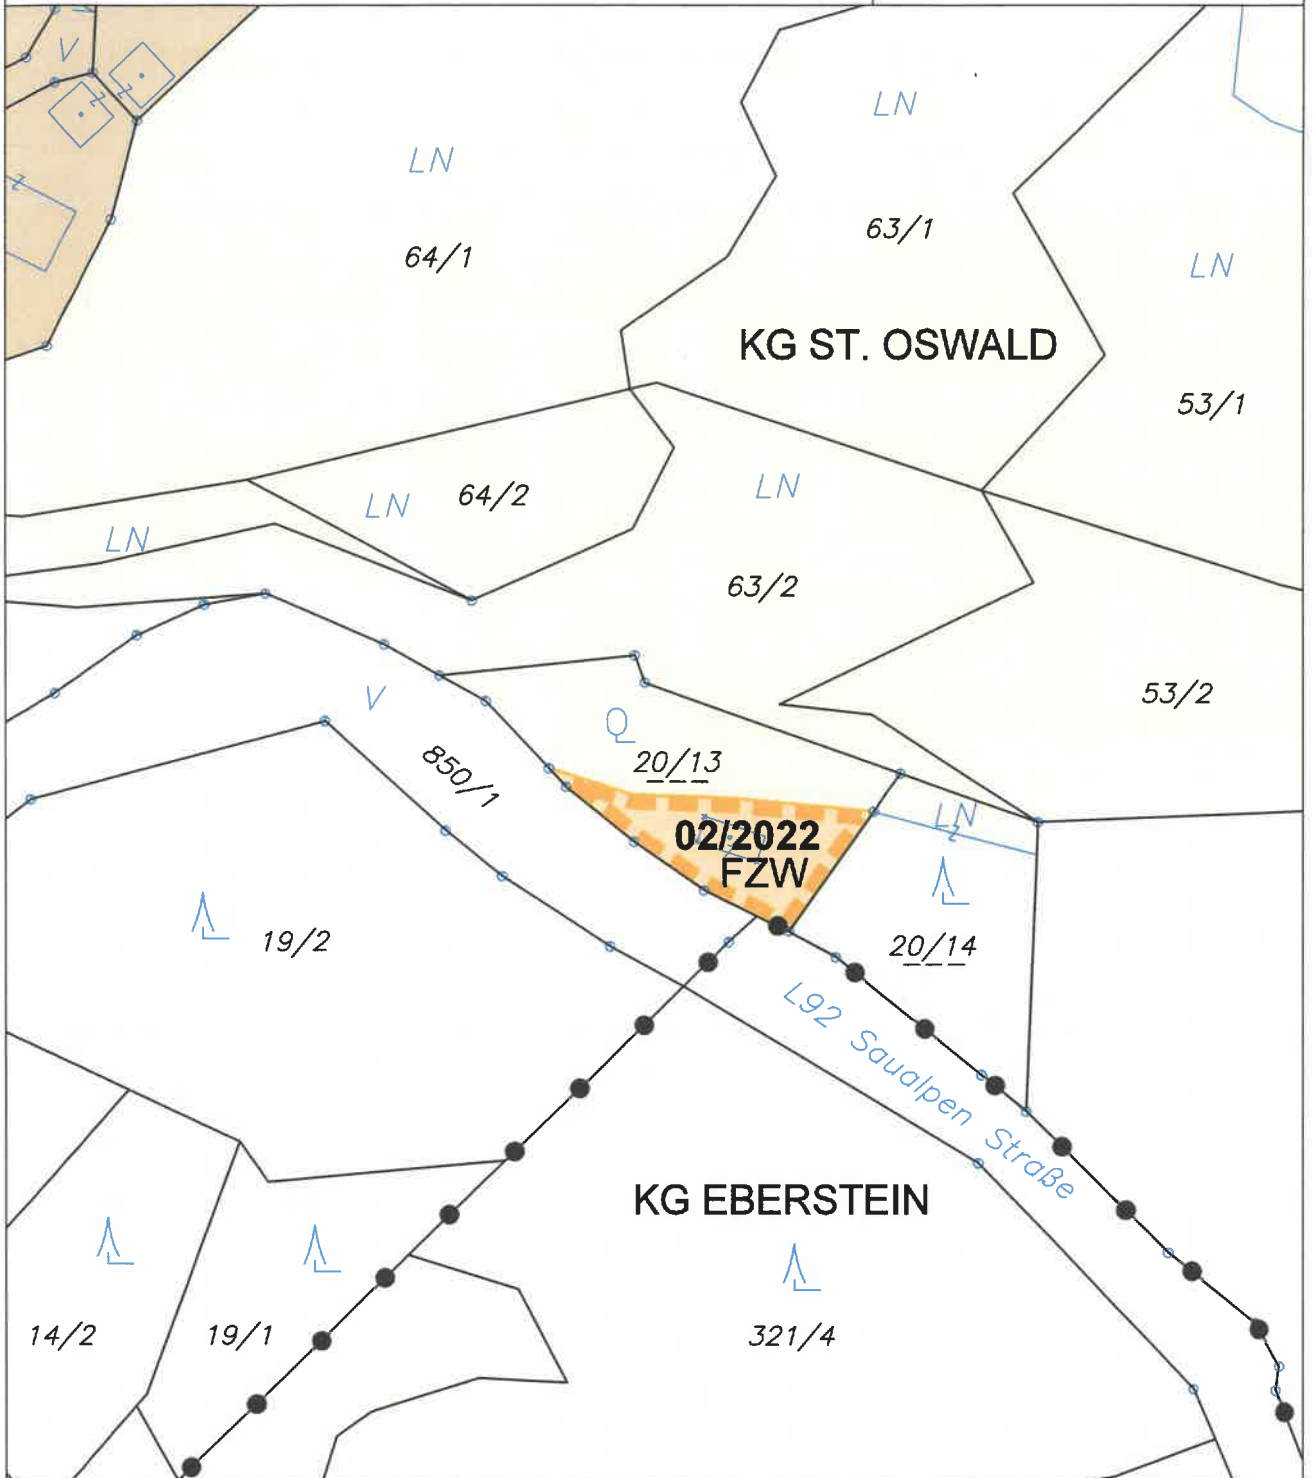 V
LN
LN
64/1
63/1
LN
KG ST. OSWALD
53/1
LN
64/2
LN
LN
63/2
53/2
V
Q
20/13
850/1
LN
02/2022
FZW
19/2
20/14
L92 Saualpen Straße
KG EBERSTEIN
14/2
19/1
321/4